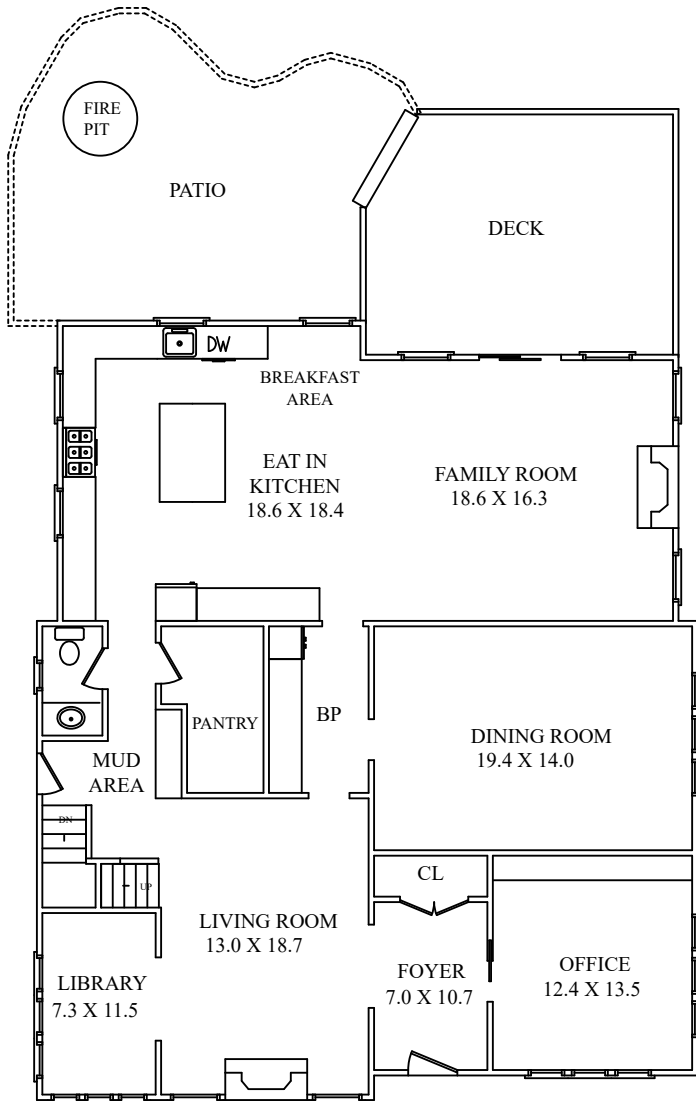 FIRE
PIT
PATIO
DECK
DW
BREAKFAST
AREA
EAT IN
KITCHEN
18.6 X 18.4
FAMILY ROOM
18.6 X 16.3
PANTRY
BP
DINING ROOM
19.4 X 14.0
MUD
AREA
DN
UP
CL
LIVING ROOM
13.0 X 18.7
FOYER
7.0 X 10.7
OFFICE
12.4 X 13.5
LIBRARY
7.3 X 11.5